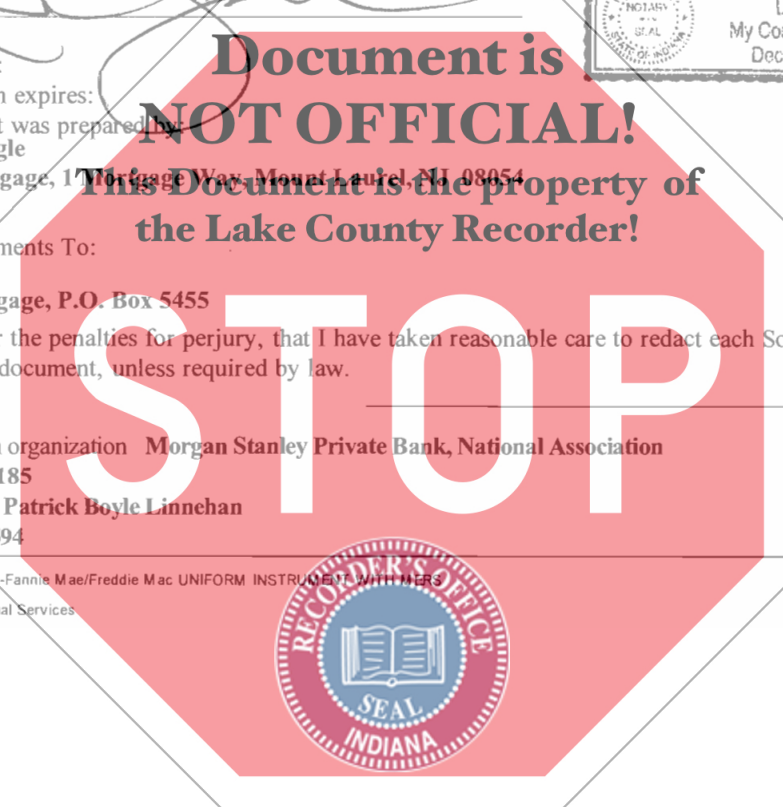 NOTARY
SEAL
STATE OF INDIANA
My Co
Dec
Document is
n expires:
NOT OFFICIAL!
t was prepared by:
gle
gage, 1 Mortgage Way, Mount Laurel, NJ 08054
This Document is the property of
the Lake County Recorder!
ments To:
gage, P.O. Box 5455
STOP
r the penalties for perjury, that I have taken reasonable care to redact each So
document, unless required by law.
n organization Morgan Stanley Private Bank, National Association
185
Patrick Boyle Linnehan
94
-Fannie Mae/Freddie Mac UNIFORM INSTRUMENT WITH MERS
al Services
RECORDER'S OFFICE
SEAL
INDIANA